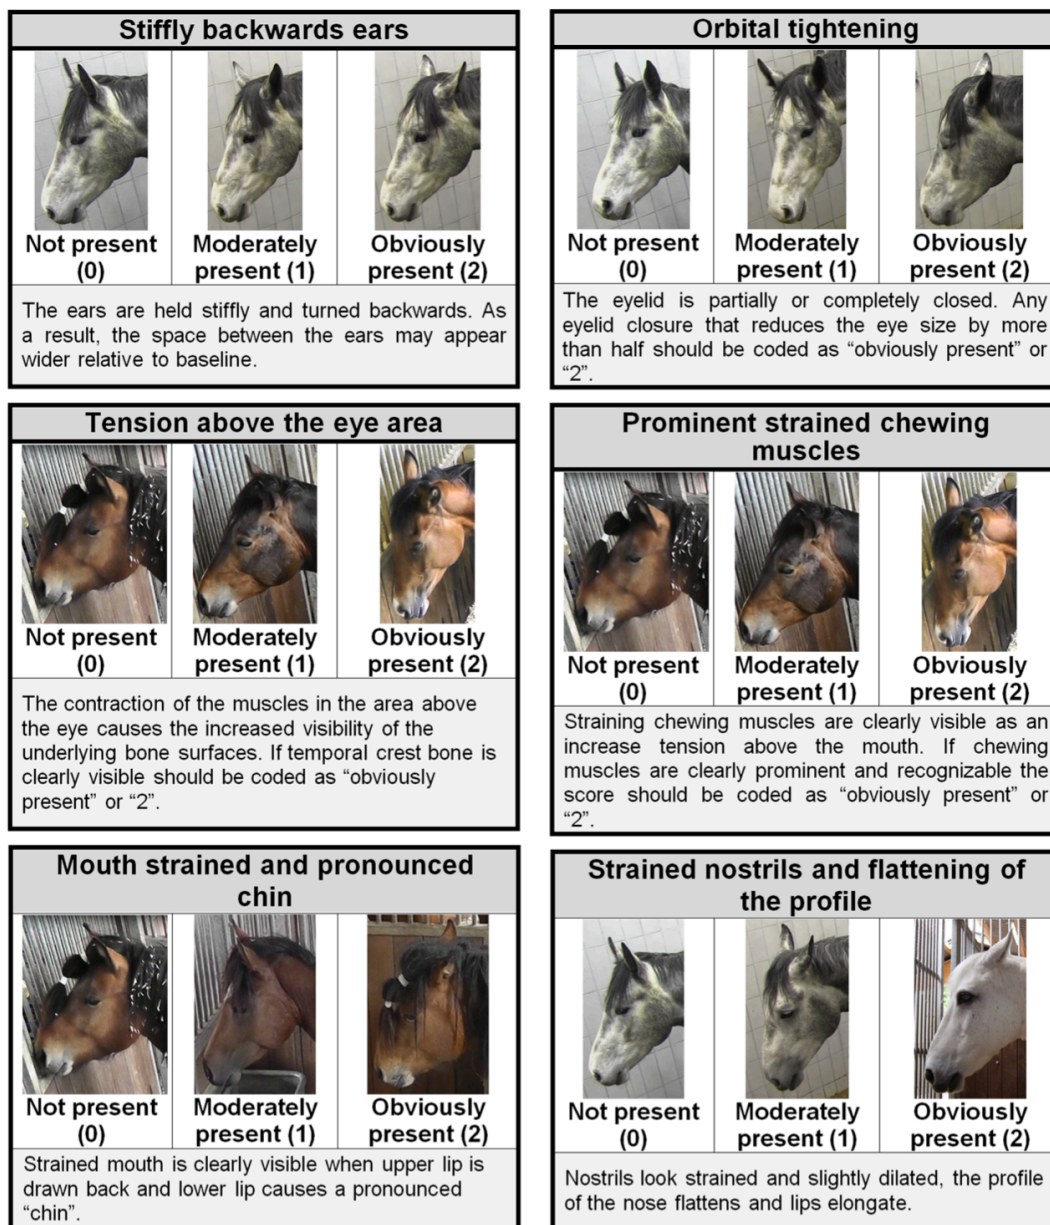 Stiffly backwards ears
Not present
(0)
Moderately
present (1)
Obviously
present (2)
The ears are held stiffly and turned backwards. As
a result, the space between the ears may appear
wider relative to baseline.
Orbital tightening
Not present
(0)
Moderately
present (1)
Obviously
present (2)
The eyelid is partially or completely closed. Any
eyelid closure that reduces the eye size by more
than half should be coded as “obviously present” or
“2”.
Tension above the eye area
Not present
(0)
Moderately
present (1)
Obviously
present (2)
The contraction of the muscles in the area above
the eye causes the increased visibility of the
underlying bone surfaces. If temporal crest bone is
clearly visible should be coded as “obviously
present” or “2”.
Prominent strained chewing
muscles
Not present
(0)
Moderately
present (1)
Obviously
present (2)
Straining chewing muscles are clearly visible as an
increase tension above the mouth. If chewing
muscles are clearly prominent and recognizable the
score should be coded as “obviously present” or
“2”.
Mouth strained and pronounced
chin
Not present
(0)
Moderately
present (1)
Obviously
present (2)
Strained mouth is clearly visible when upper lip is
drawn back and lower lip causes a pronounced
“chin”.
Strained nostrils and flattening of
the profile
Not present
(0)
Moderately
present (1)
Obviously
present (2)
Nostrils look strained and slightly dilated, the profile
of the nose flattens and lips elongate.